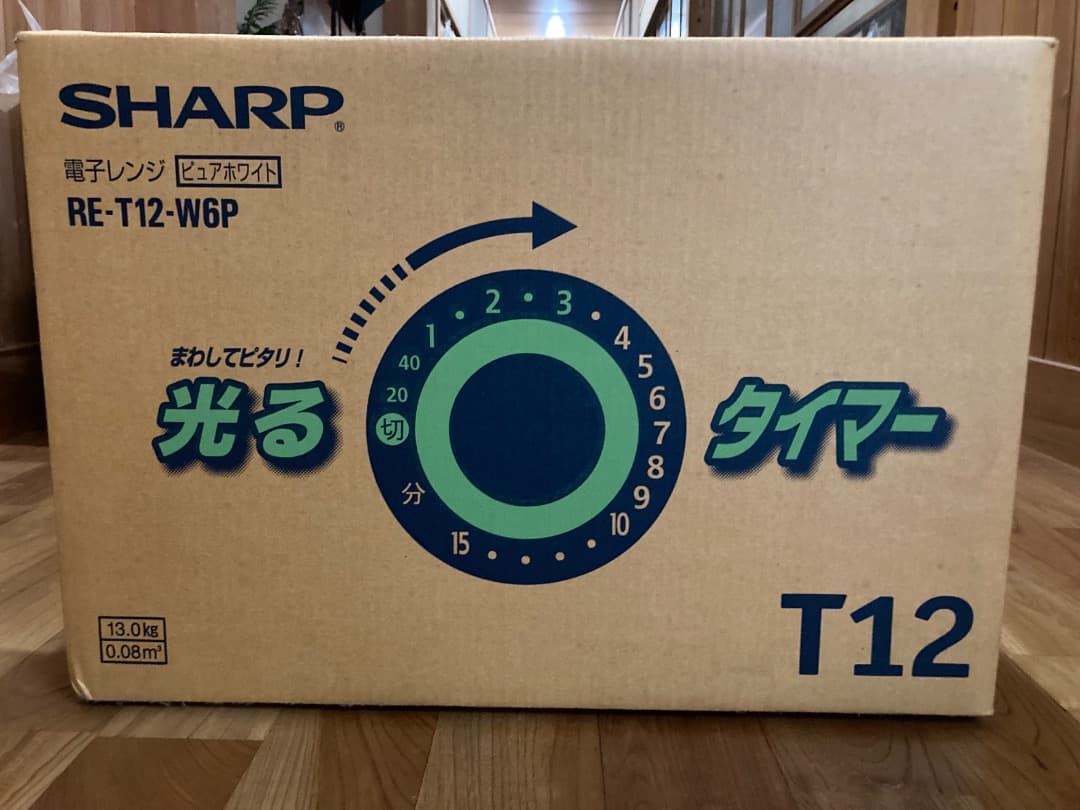 SHARP®
電子レンジ ピュアホワイト
RE-T12-W6P
まわしてピタリ!
光る タイマー
切 20 40 1 2 3 4 5 6 7 8 9 10 15 分
13.0kg
0.08m³
T12